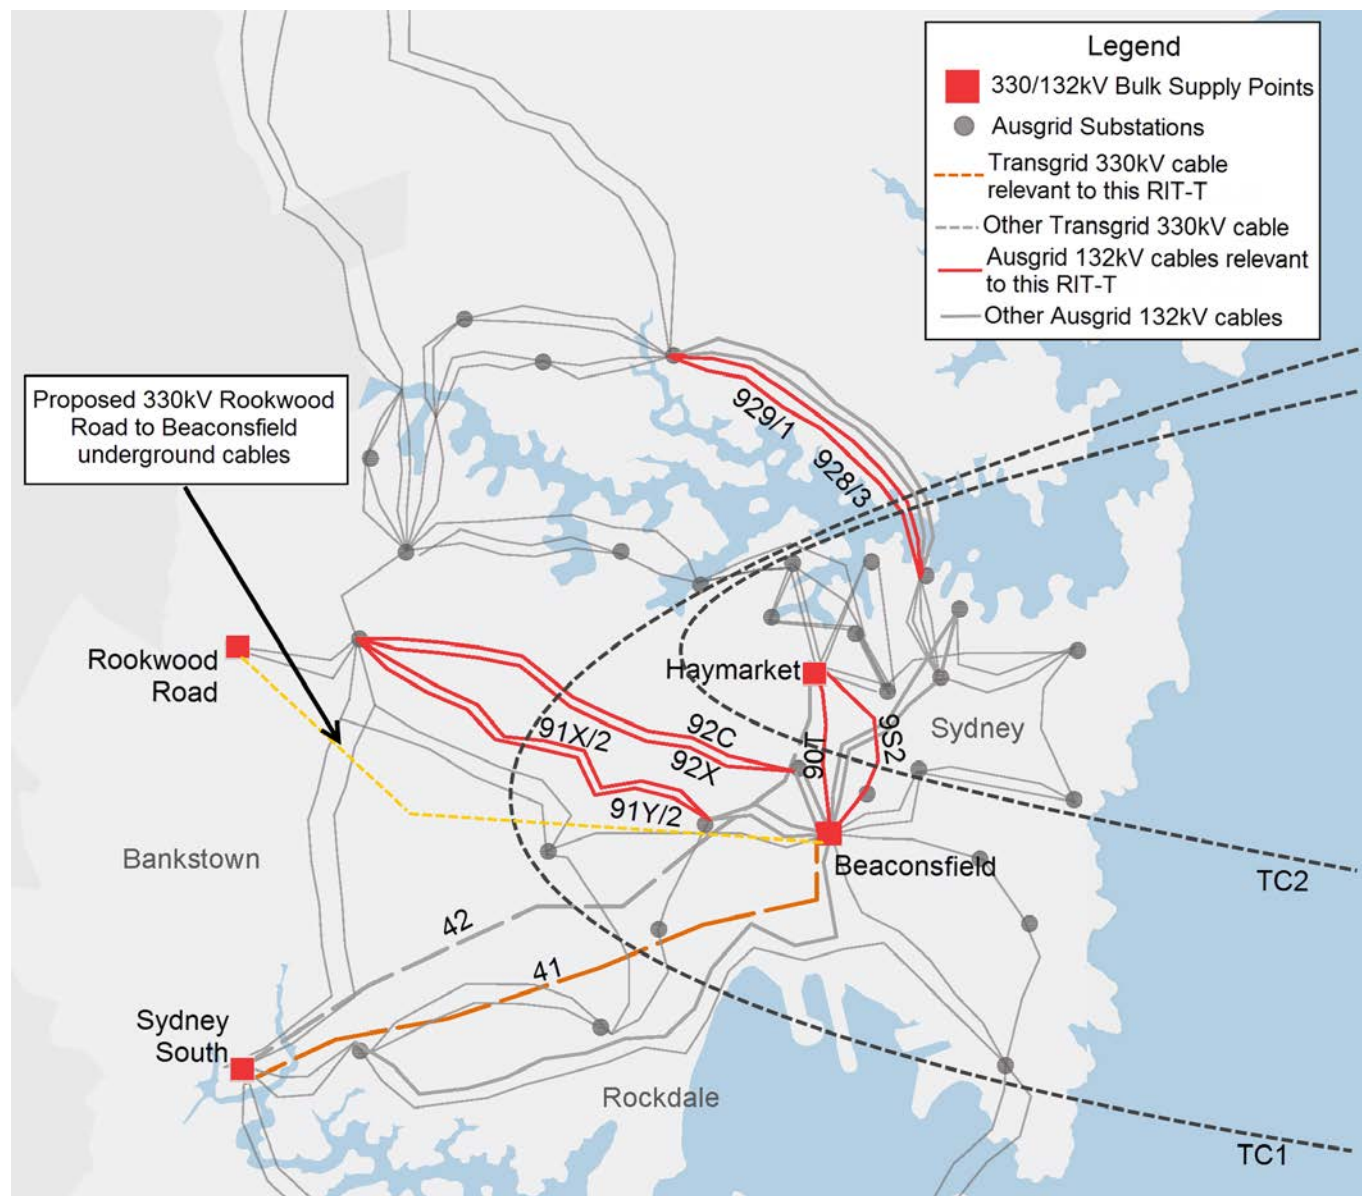 Legend
330/132kV Bulk Supply Points
Ausgrid Substations
Transgrid 330kV cable
relevant to this RIT-T
Other Transgrid 330kV cable
Ausgrid 132kV cables relevant
to this RIT-T
Other Ausgrid 132kV cables
Proposed 330kV Rookwood
Road to Beaconsfield
underground cables
929/1
928/3
Rookwood
Road
Haymarket
91X/2
92C
92X
90T
9S2
Sydney
91Y/2
Bankstown
Beaconsfield
TC2
42
41
Sydney
South
Rockdale
TC1